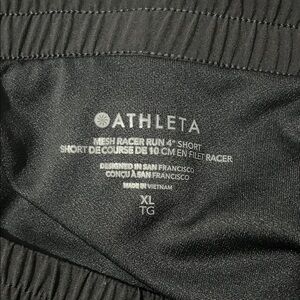 ATHLETA
MESH RACER RUN 4" SHORT
SHORT DE COURSE DE 10 CM EN FILET RACER
DESIGNED IN SAN FRANCISCO
CONÇU À SAN FRANCISCO
MADE IN VIETNAM
XL
TG